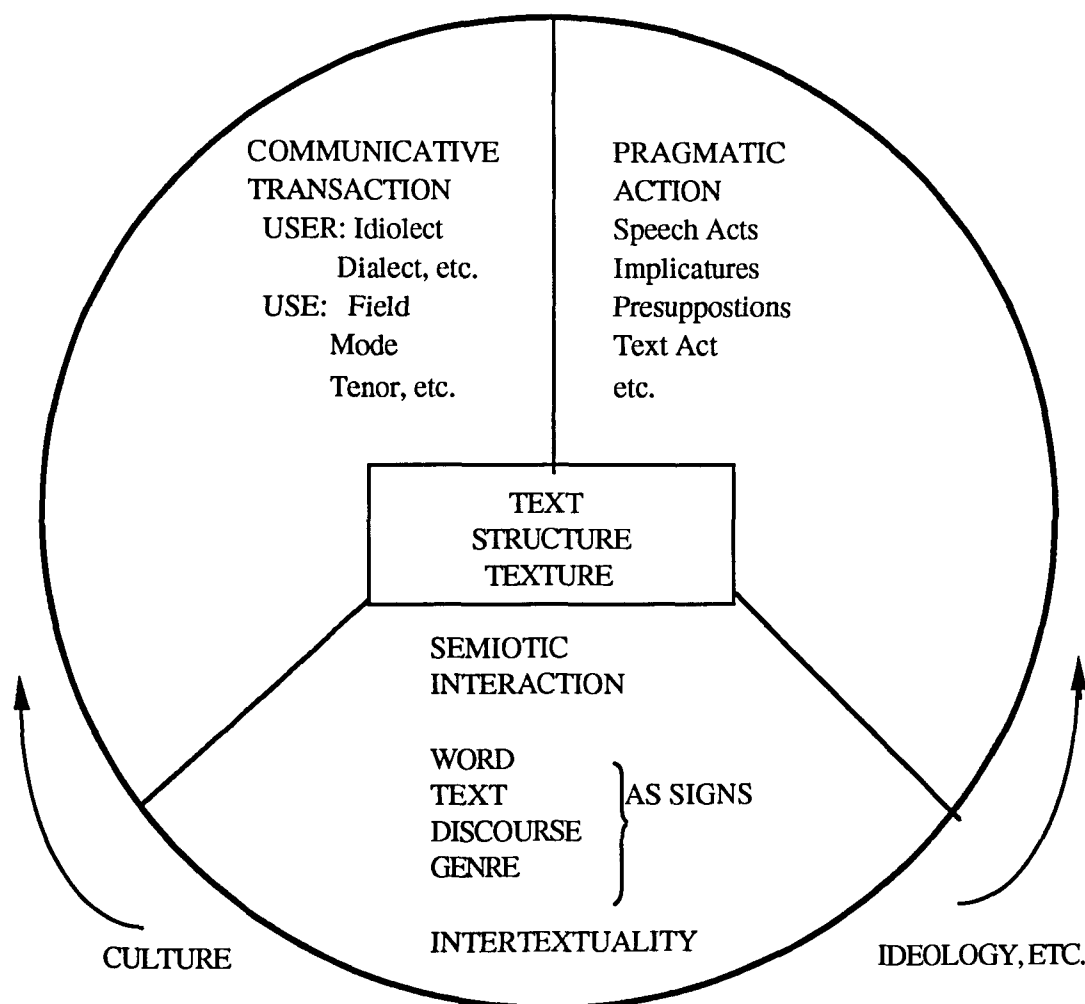 COMMUNICATIVE
TRANSACTION
USER: Idiolect
Dialect, etc.
USE: Field
Mode
Tenor, etc.
PRAGMATIC
ACTION
Speech Acts
Implicatures
Presuppostions
Text Act
etc.
TEXT
STRUCTURE
TEXTURE
SEMIOTIC
INTERACTION
WORD
TEXT
DISCOURSE
GENRE
AS SIGNS
INTERTEXTUALITY
CULTURE
IDEOLOGY, ETC.